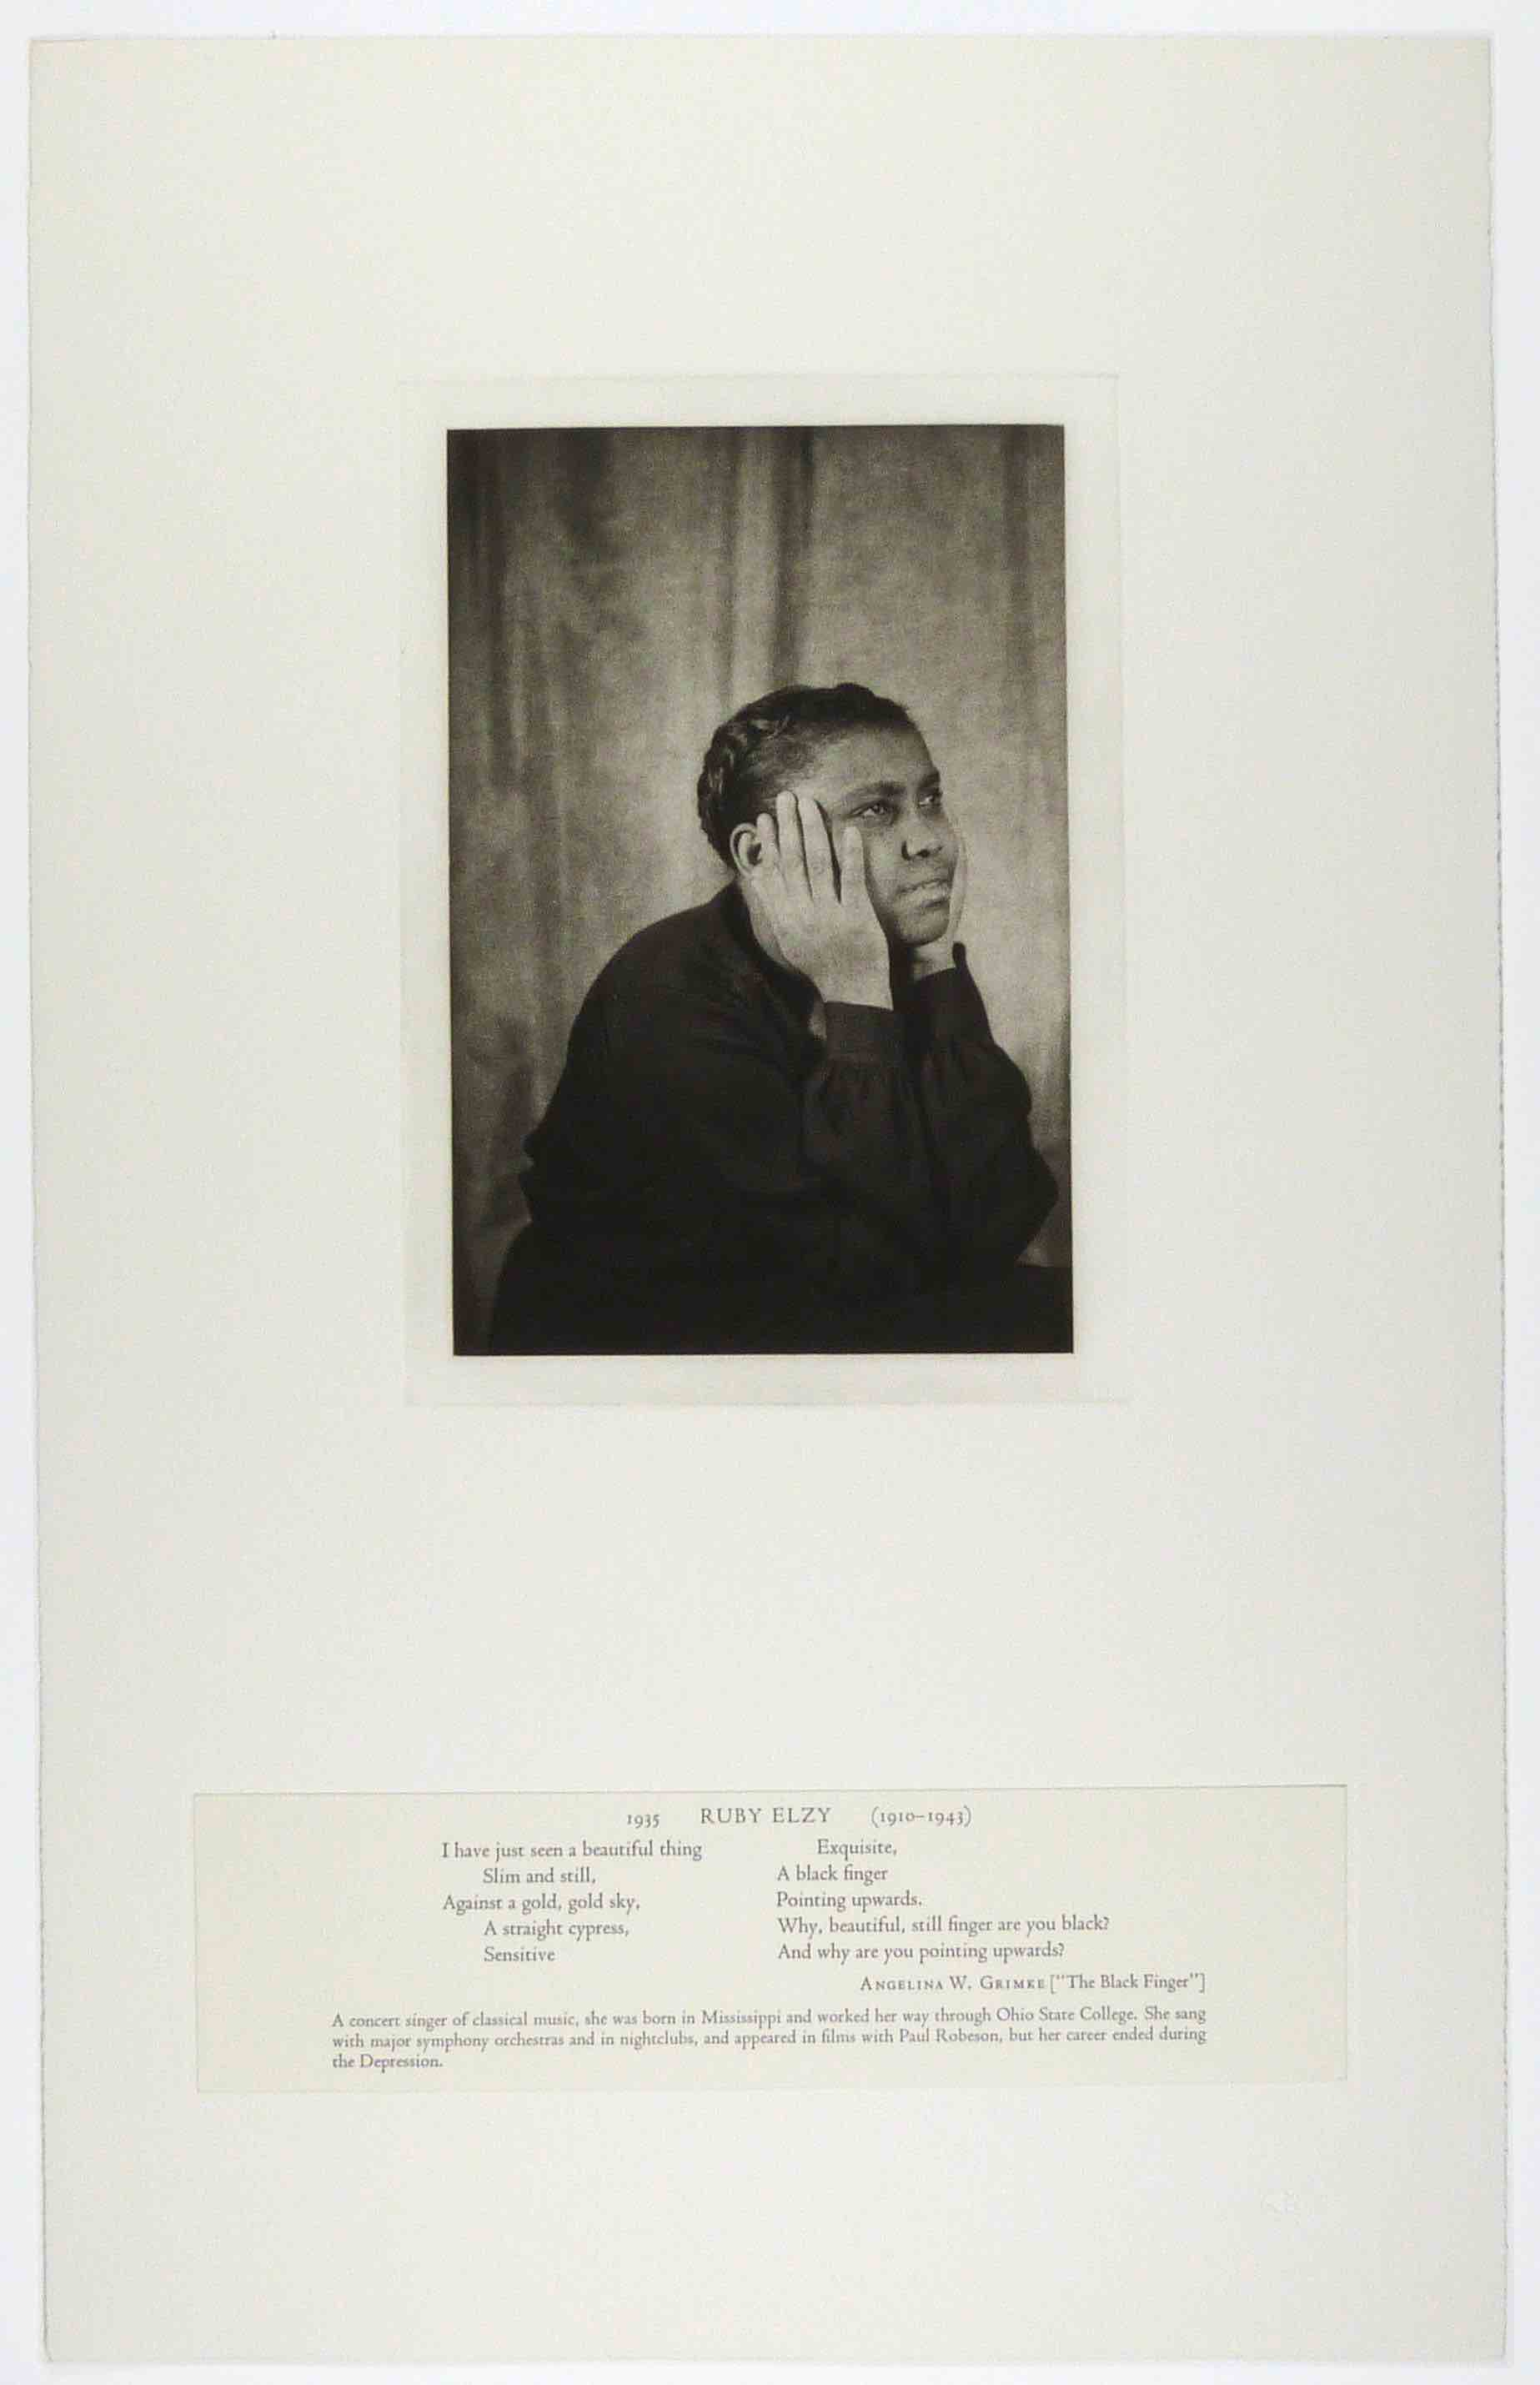 1935 RUBY ELZY (1910–1943)
I have just seen a beautiful thing
Slim and still,
Against a gold, gold sky,
A straight cypress,
Sensitive
Exquisite,
A black finger
Pointing upwards.
Why, beautiful, still finger are you black?
And why are you pointing upwards?
ANGELINA W. GRIMKE ["The Black Finger"]
A concert singer of classical music, she was born in Mississippi and worked her way through Ohio State College. She sang
with major symphony orchestras and in nightclubs, and appeared in films with Paul Robeson, but her career ended during
the Depression.